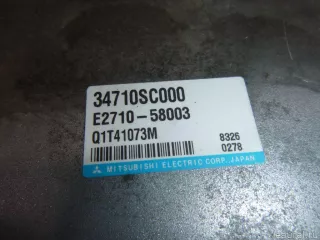 34710SC000
E2710-58003
Q1T41073M
8326
0278
MITSUBISHI ELECTRIC CORP. JAPAN